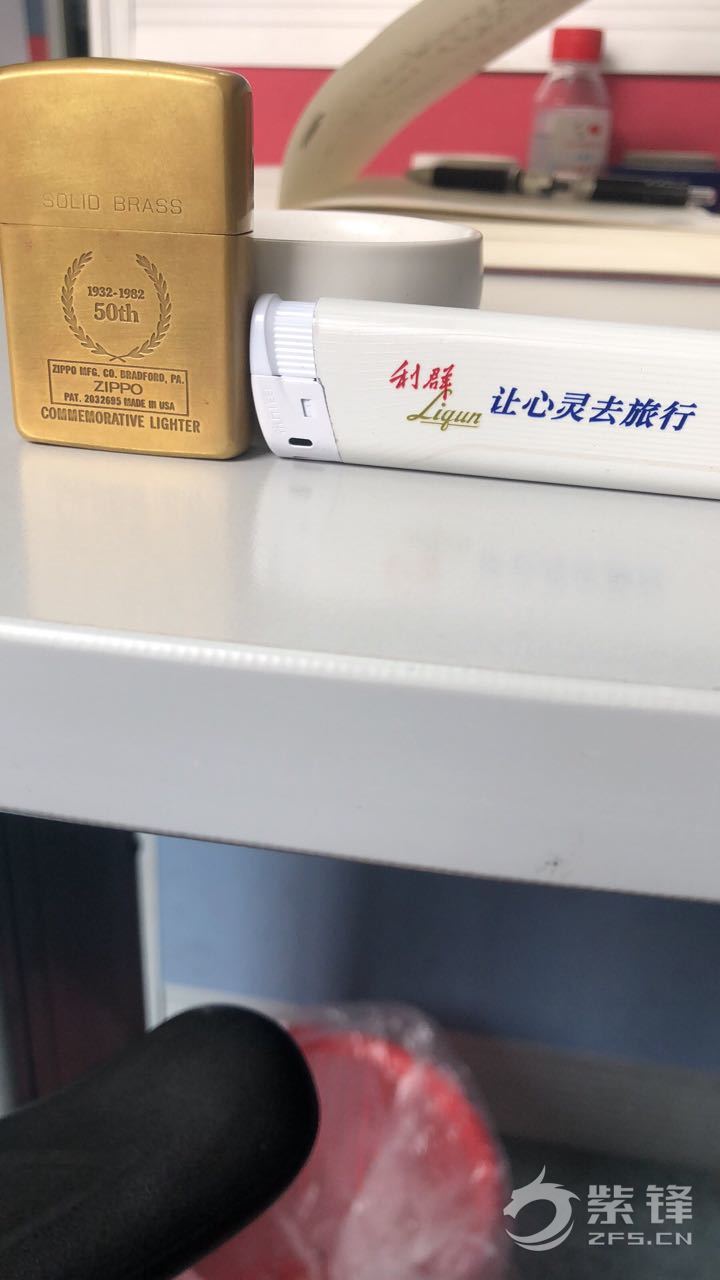 SOLID BRASS
1932-1982
50th
ZIPPO MFG. CO. BRADFORD, PA.
ZIPPO
PAT. 2032695 MADE IN USA
COMMEMORATIVE LIGHTER
利群
Liqun
让心灵去旅行
紫锋
ZFS.CN